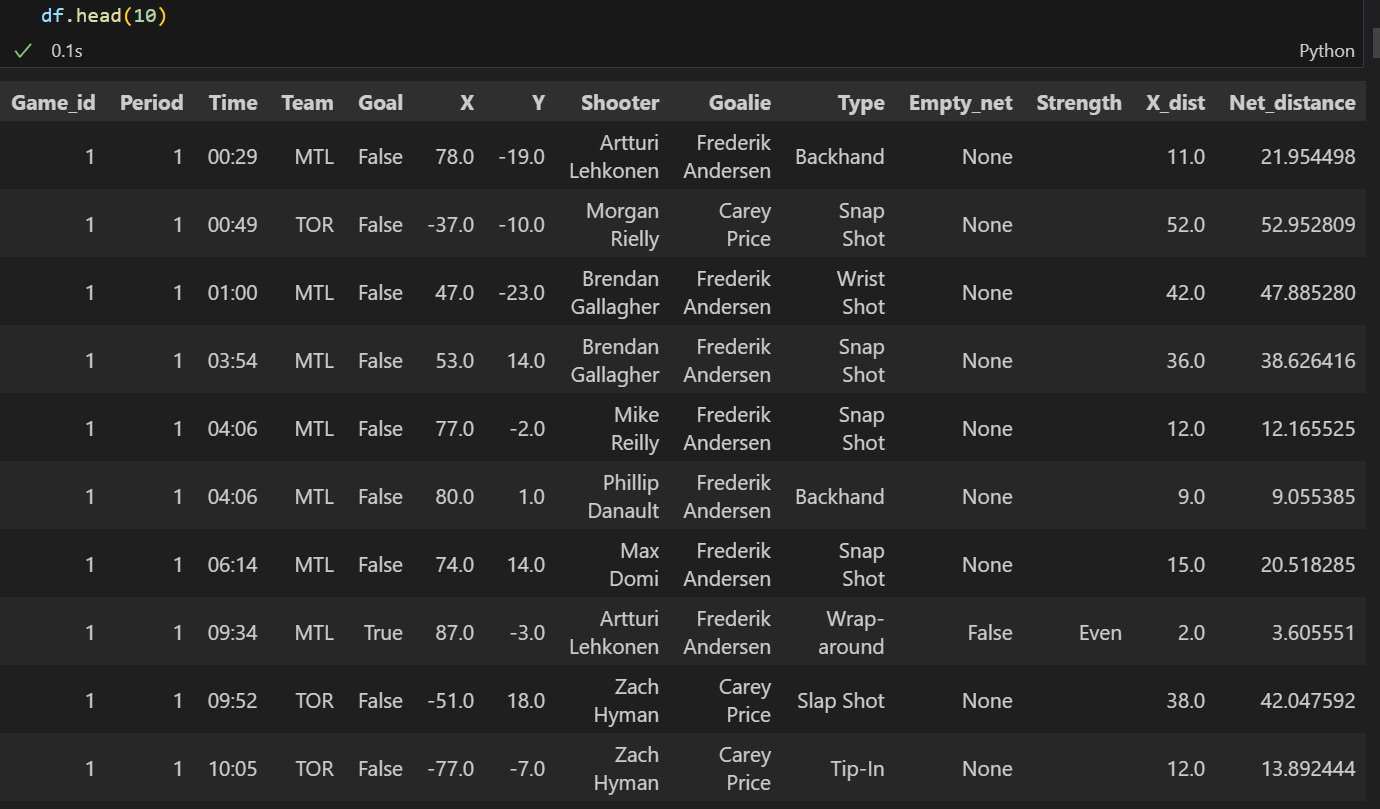 df.head(10)
0.1s Python
Game_id Period Time Team Goal X Y Shooter Goalie Type Empty_net Strength X_dist Net_distance
1 1 00:29 MTL False 78.0 -19.0 Artturi Lehkonen Frederik Andersen Backhand None 11.0 21.954498
1 1 00:49 TOR False -37.0 -10.0 Morgan Rielly Carey Price Snap Shot None 52.0 52.952809
1 1 01:00 MTL False 47.0 -23.0 Brendan Gallagher Frederik Andersen Wrist Shot None 42.0 47.885280
1 1 03:54 MTL False 53.0 14.0 Brendan Gallagher Frederik Andersen Snap Shot None 36.0 38.626416
1 1 04:06 MTL False 77.0 -2.0 Mike Reilly Frederik Andersen Snap Shot None 12.0 12.165525
1 1 04:06 MTL False 80.0 1.0 Phillip Danault Frederik Andersen Backhand None 9.0 9.055385
1 1 06:14 MTL False 74.0 14.0 Max Domi Frederik Andersen Snap Shot None 15.0 20.518285
1 1 09:34 MTL True 87.0 -3.0 Artturi Lehkonen Frederik Andersen Wrap-around False Even 2.0 3.605551
1 1 09:52 TOR False -51.0 18.0 Zach Hyman Carey Price Slap Shot None 38.0 42.047592
1 1 10:05 TOR False -77.0 -7.0 Zach Hyman Carey Price Tip-In None 12.0 13.892444